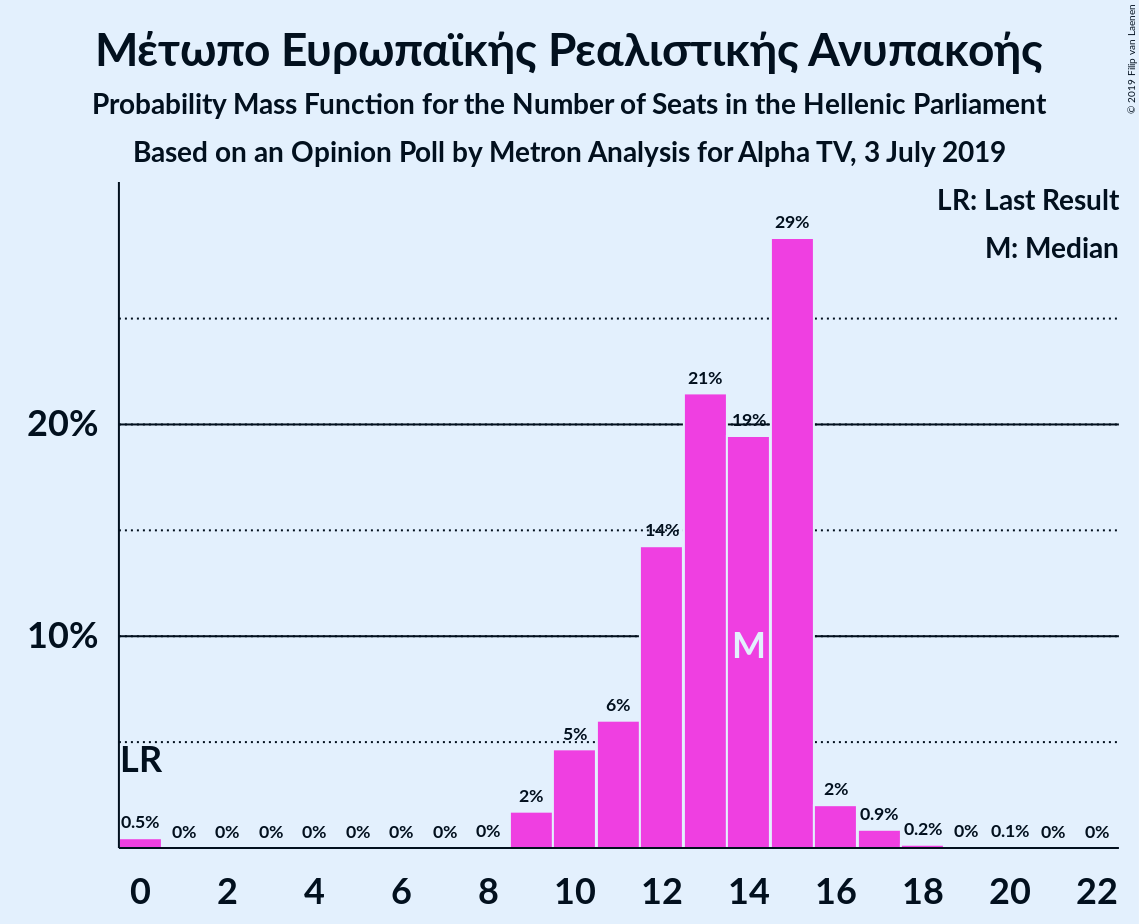 Μέτωπο Ευρωπαϊκής Ρεαλιστικής Ανυπακοής
Probability Mass Function for the Number of Seats in the Hellenic Parliament
Based on an Opinion Poll by Metron Analysis for Alpha TV, 3 July 2019
© 2019 Filip van Laenen
LR: Last Result
M: Median
29%
21%
20%
19%
14%
10%
M
6%
5%
LR
2%
2%
0.5% 0% 0% 0% 0% 0% 0% 0% 0% 0.9% 0.2% 0% 0.1% 0% 0%
0 2 4 6 8 10 12 14 16 18 20 22